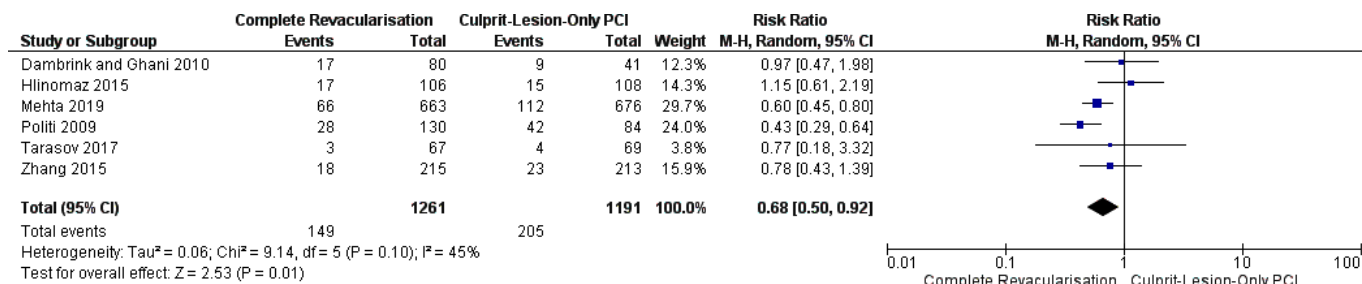 Complete Revacularisation Culprit-Lesion-Only PCI Risk Ratio Risk Ratio
Study or Subgroup Events Total Events Total Weight M-H, Random, 95% CI M-H, Random, 95% CI
Dambrink and Ghani 2010 17 80 9 41 12.3% 0.97 [0.47, 1.98]
Hlinomaz 2015 17 106 15 108 14.3% 1.15 [0.61, 2.19]
Mehta 2019 66 663 112 676 29.7% 0.60 [0.45, 0.80]
Politi 2009 28 130 42 84 24.0% 0.43 [0.29, 0.64]
Tarasov 2017 3 67 4 69 3.8% 0.77 [0.18, 3.32]
Zhang 2015 18 215 23 213 15.9% 0.78 [0.43, 1.39]
Total (95% CI) 1261 1191 100.0% 0.68 [0.50, 0.92]
Total events 149 205
Heterogeneity: Tau² = 0.06; Chi² = 9.14, df = 5 (P = 0.10); I² = 45%
Test for overall effect: Z = 2.53 (P = 0.01)
0.01 0.1 1 10 100
Complete Revacularisation Culprit-Lesion-Only PCI